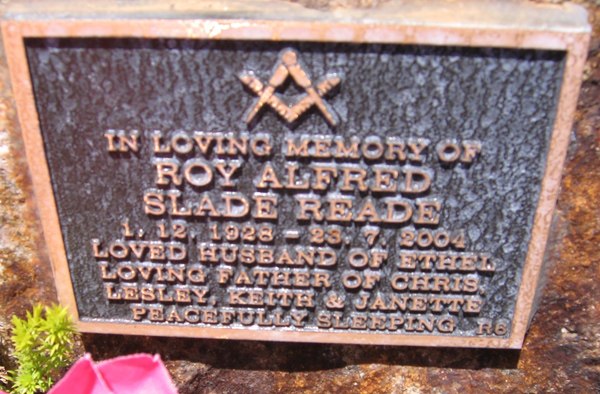 IN LOVING MEMORY OF
ROY ALFRED
SLADE READE
1. 12. 1928 - 23. 7. 2004
LOVED HUSBAND OF ETHEL
LOVING FATHER OF CHRIS
LESLEY, KEITH & JANETTE
PEACEFULLY SLEEPING R6